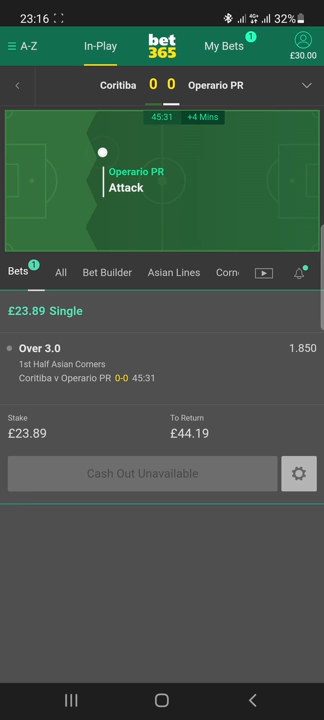 23:16 4G+ 32%
A-Z In-Play bet365 My Bets 1 £30.00
Coritiba 0 0 Operario PR
45:31 +4 Mins
Operario PR
Attack
Bets 1 All Bet Builder Asian Lines Corn
£23.89 Single
Over 3.0 1.850
1st Half Asian Corners
Coritiba v Operario PR 0-0 45:31
Stake To Return
£23.89 £44.19
Cash Out Unavailable